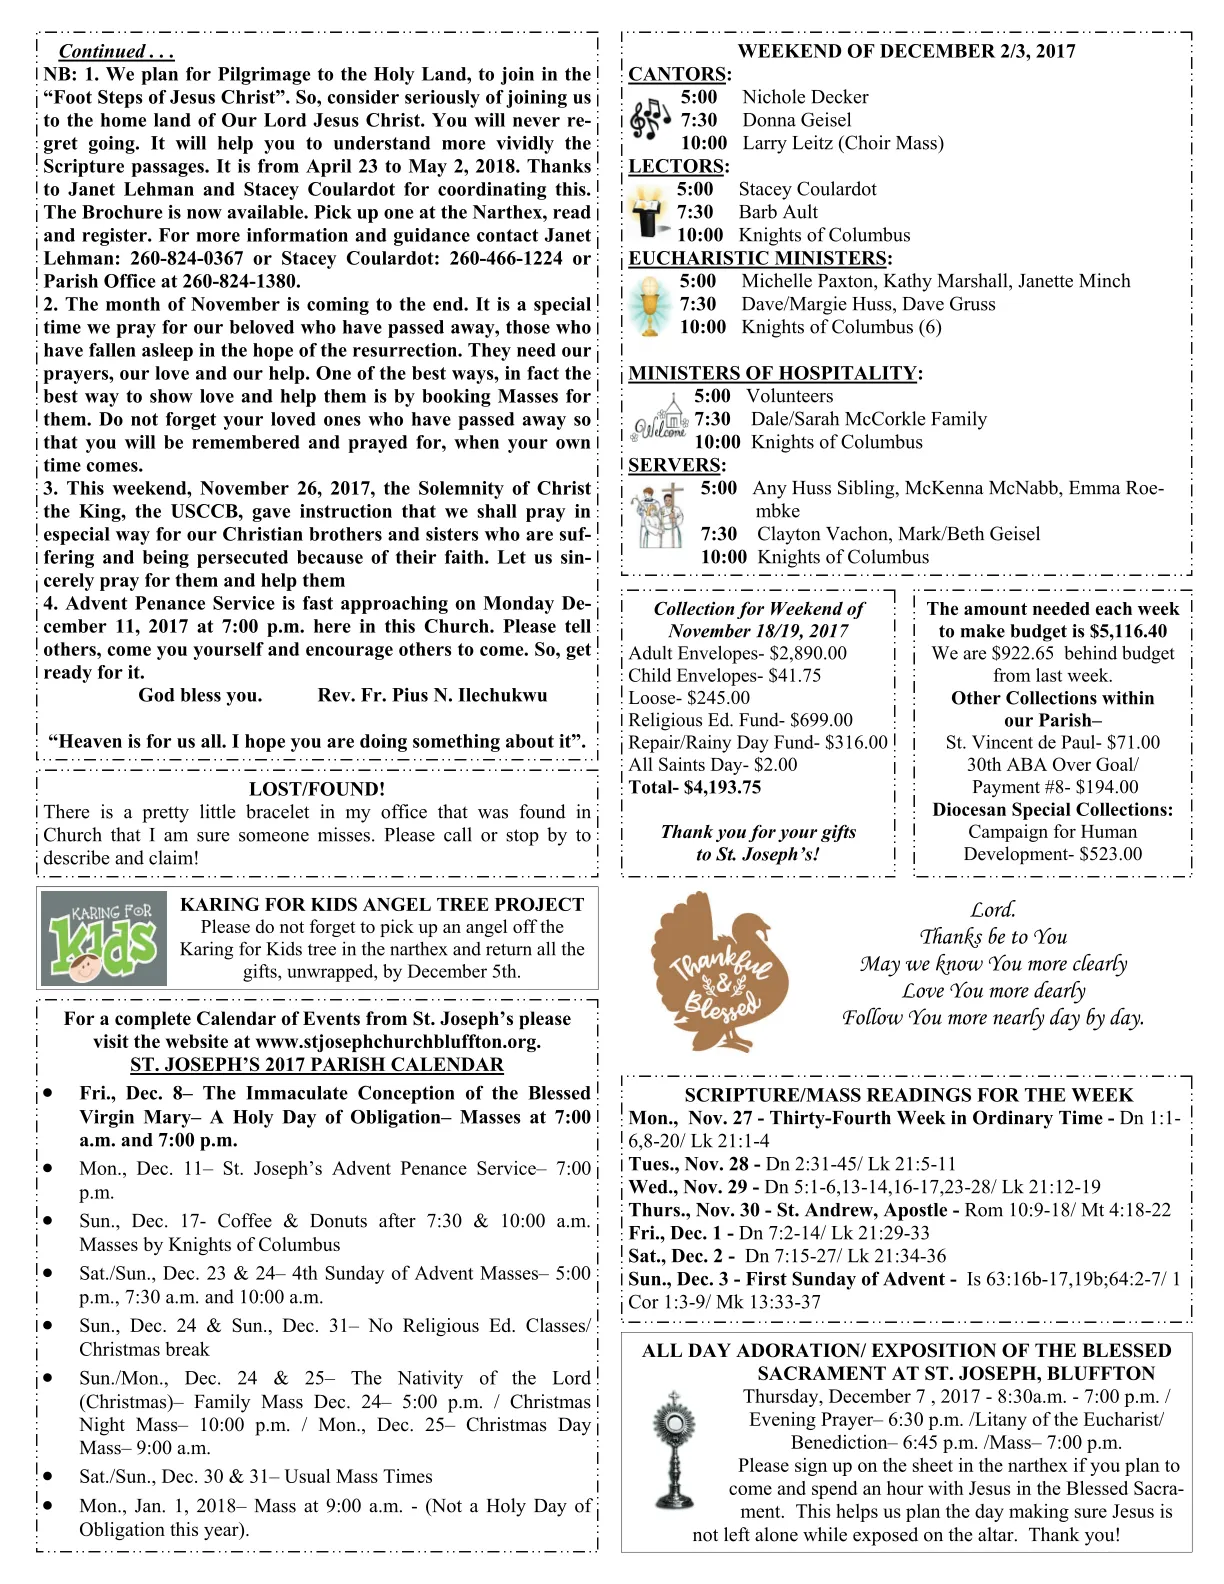 Continued . . .
NB: 1. We plan for Pilgrimage to the Holy Land, to join in the
“Foot Steps of Jesus Christ”. So, consider seriously of joining us
to the home land of Our Lord Jesus Christ. You will never re-
gret going. It will help you to understand more vividly the
Scripture passages. It is from April 23 to May 2, 2018. Thanks
to Janet Lehman and Stacey Coulardot for coordinating this.
The Brochure is now available. Pick up one at the Narthex, read
and register. For more information and guidance contact Janet
Lehman: 260-824-0367 or Stacey Coulardot: 260-466-1224 or
Parish Office at 260-824-1380.
2. The month of November is coming to the end. It is a special
time we pray for our beloved who have passed away, those who
have fallen asleep in the hope of the resurrection. They need our
prayers, our love and our help. One of the best ways, in fact the
best way to show love and help them is by booking Masses for
them. Do not forget your loved ones who have passed away so
that you will be remembered and prayed for, when your own
time comes.
3. This weekend, November 26, 2017, the Solemnity of Christ
the King, the USCCB, gave instruction that we shall pray in
especial way for our Christian brothers and sisters who are suf-
fering and being persecuted because of their faith. Let us sin-
cerely pray for them and help them
4. Advent Penance Service is fast approaching on Monday De-
cember 11, 2017 at 7:00 p.m. here in this Church. Please tell
others, come you yourself and encourage others to come. So, get
ready for it.
God bless you. Rev. Fr. Pius N. Ilechukwu
“Heaven is for us all. I hope you are doing something about it”.
LOST/FOUND!
There is a pretty little bracelet in my office that was found in
Church that I am sure someone misses. Please call or stop by to
describe and claim!
KARING FOR
kids
KARING FOR KIDS ANGEL TREE PROJECT
Please do not forget to pick up an angel off the
Karing for Kids tree in the narthex and return all the
gifts, unwrapped, by December 5th.
For a complete Calendar of Events from St. Joseph’s please
visit the website at www.stjosephchurchbluffton.org.
ST. JOSEPH’S 2017 PARISH CALENDAR
• Fri., Dec. 8– The Immaculate Conception of the Blessed
Virgin Mary– A Holy Day of Obligation– Masses at 7:00
a.m. and 7:00 p.m.
• Mon., Dec. 11– St. Joseph’s Advent Penance Service– 7:00
p.m.
• Sun., Dec. 17- Coffee & Donuts after 7:30 & 10:00 a.m.
Masses by Knights of Columbus
• Sat./Sun., Dec. 23 & 24– 4th Sunday of Advent Masses– 5:00
p.m., 7:30 a.m. and 10:00 a.m.
• Sun., Dec. 24 & Sun., Dec. 31– No Religious Ed. Classes/
Christmas break
• Sun./Mon., Dec. 24 & 25– The Nativity of the Lord
(Christmas)– Family Mass Dec. 24– 5:00 p.m. / Christmas
Night Mass– 10:00 p.m. / Mon., Dec. 25– Christmas Day
Mass– 9:00 a.m.
• Sat./Sun., Dec. 30 & 31– Usual Mass Times
• Mon., Jan. 1, 2018– Mass at 9:00 a.m. - (Not a Holy Day of
Obligation this year).
WEEKEND OF DECEMBER 2/3, 2017
CANTORS:
5:00 Nichole Decker
7:30 Donna Geisel
10:00 Larry Leitz (Choir Mass)
LECTORS:
5:00 Stacey Coulardot
7:30 Barb Ault
10:00 Knights of Columbus
EUCHARISTIC MINISTERS:
5:00 Michelle Paxton, Kathy Marshall, Janette Minch
7:30 Dave/Margie Huss, Dave Gruss
10:00 Knights of Columbus (6)
MINISTERS OF HOSPITALITY:
Welcome
5:00 Volunteers
7:30 Dale/Sarah McCorkle Family
10:00 Knights of Columbus
SERVERS:
5:00 Any Huss Sibling, McKenna McNabb, Emma Roe-
mbke
7:30 Clayton Vachon, Mark/Beth Geisel
10:00 Knights of Columbus
Collection for Weekend of
November 18/19, 2017
Adult Envelopes- $2,890.00
Child Envelopes- $41.75
Loose- $245.00
Religious Ed. Fund- $699.00
Repair/Rainy Day Fund- $316.00
All Saints Day- $2.00
Total- $4,193.75
Thank you for your gifts
to St. Joseph’s!
The amount needed each week
to make budget is $5,116.40
We are $922.65 behind budget
from last week.
Other Collections within
our Parish–
St. Vincent de Paul- $71.00
30th ABA Over Goal/
Payment #8- $194.00
Diocesan Special Collections:
Campaign for Human
Development- $523.00
Thankful
&
Blessed
Lord.
Thanks be to You
May we know You more clearly
Love You more dearly
Follow You more nearly day by day.
SCRIPTURE/MASS READINGS FOR THE WEEK
Mon., Nov. 27 - Thirty-Fourth Week in Ordinary Time - Dn 1:1-
6,8-20/ Lk 21:1-4
Tues., Nov. 28 - Dn 2:31-45/ Lk 21:5-11
Wed., Nov. 29 - Dn 5:1-6,13-14,16-17,23-28/ Lk 21:12-19
Thurs., Nov. 30 - St. Andrew, Apostle - Rom 10:9-18/ Mt 4:18-22
Fri., Dec. 1 - Dn 7:2-14/ Lk 21:29-33
Sat., Dec. 2 - Dn 7:15-27/ Lk 21:34-36
Sun., Dec. 3 - First Sunday of Advent - Is 63:16b-17,19b;64:2-7/ 1
Cor 1:3-9/ Mk 13:33-37
ALL DAY ADORATION/ EXPOSITION OF THE BLESSED
SACRAMENT AT ST. JOSEPH, BLUFFTON
Thursday, December 7 , 2017 - 8:30a.m. - 7:00 p.m. /
Evening Prayer– 6:30 p.m. /Litany of the Eucharist/
Benediction– 6:45 p.m. /Mass– 7:00 p.m.
Please sign up on the sheet in the narthex if you plan to
come and spend an hour with Jesus in the Blessed Sacra-
ment. This helps us plan the day making sure Jesus is
not left alone while exposed on the altar. Thank you!